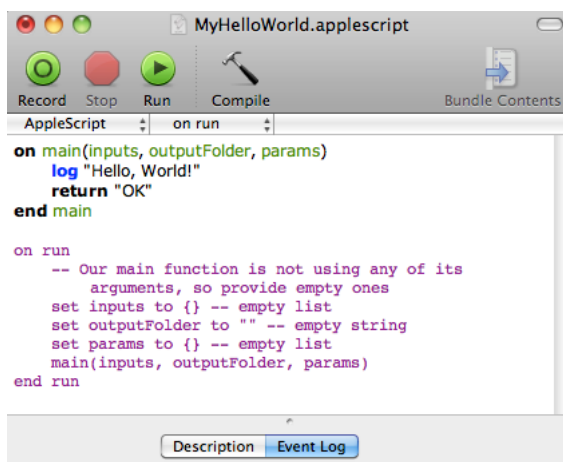 MyHelloWorld.applescript
Record Stop Run Compile Bundle Contents
AppleScript on run
on main(inputs, outputFolder, params)
log "Hello, World!"
return "OK"
end main
on run
-- Our main function is not using any of its
arguments, so provide empty ones
set inputs to {} -- empty list
set outputFolder to "" -- empty string
set params to {} -- empty list
main(inputs, outputFolder, params)
end run
Description Event Log